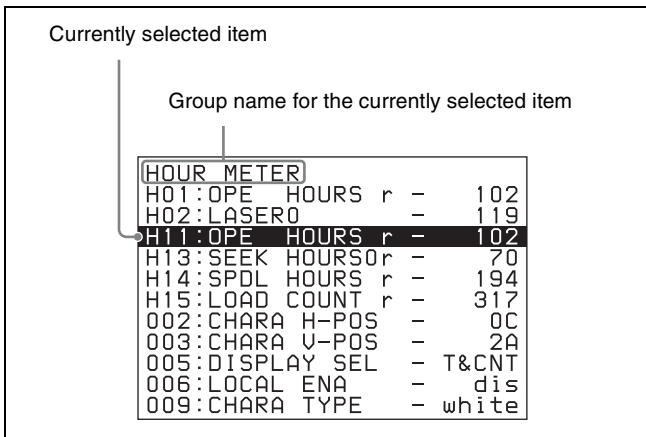 Currently selected item
Group name for the currently selected item
HOUR METER
H01:OPE HOURS r - 102
H02:LASER0 - 119
H11:OPE HOURS r - 102
H13:SEEK HOURS0r - 70
H14:SPDL HOURS r - 194
H15:LOAD COUNT r - 317
002:CHARA H-POS - 0C
003:CHARA V-POS - 2A
005:DISPLAY SEL - T&CNT
006:LOCAL ENA - dis
009:CHARA TYPE - white